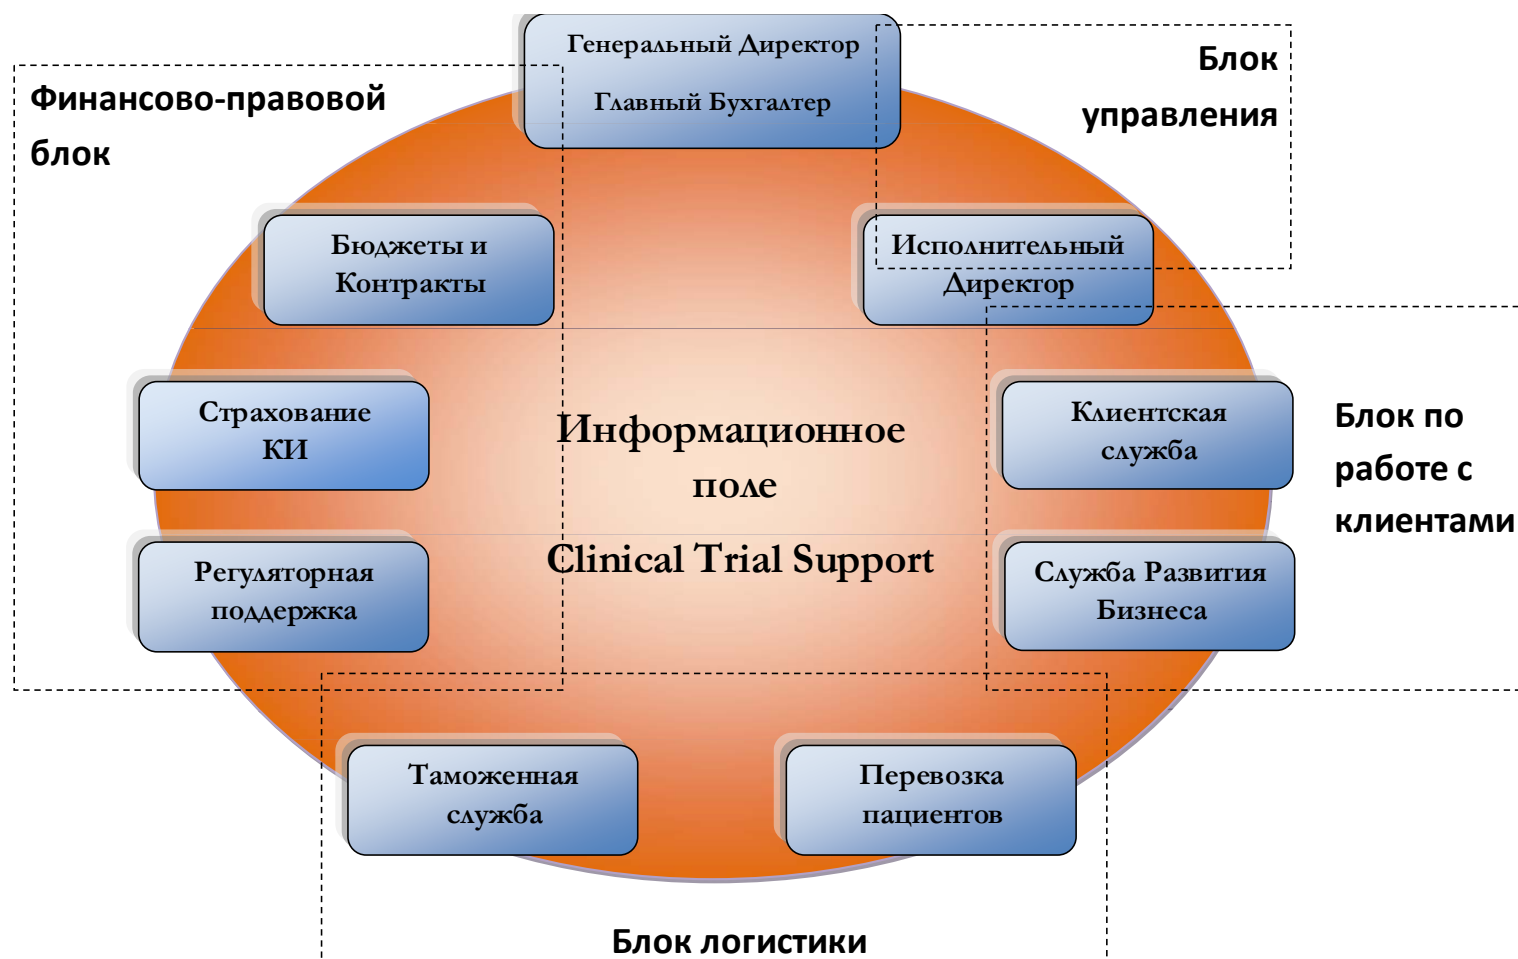 Генеральный Директор
Главный Бухгалтер
Блок
управления
Финансово-правовой
блок
Бюджеты и
Контракты
Исполнительный
Директор
Страхование
КИ
Информационное
поле
Clinical Trial Support
Клиентская
служба
Блок по
работе с
клиентами
Регуляторная
поддержка
Служба Развития
Бизнеса
Таможенная
служба
Перевозка
пациентов
Блок логистики